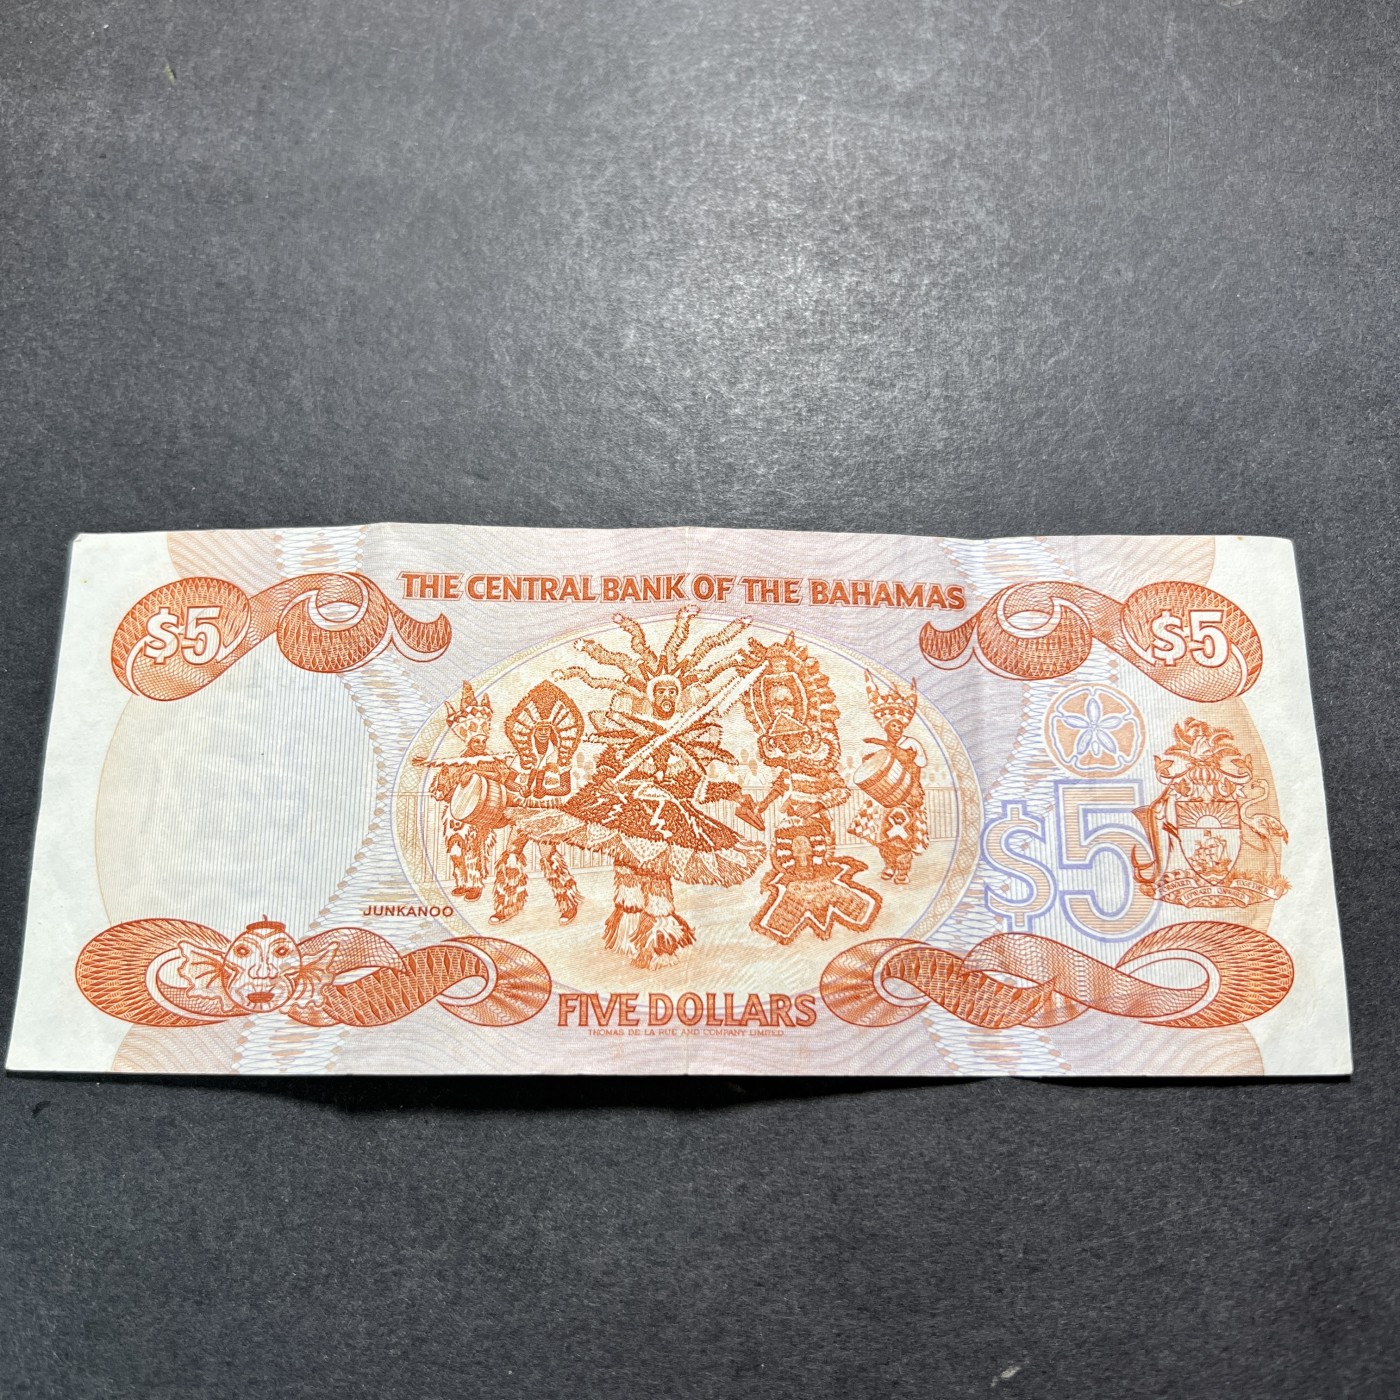 THE CENTRAL BANK OF THE BAHAMAS
$5
$5
$5
JUNKANOO
FIVE DOLLARS
THOMAS DE LA RUE AND COMPANY LIMITED